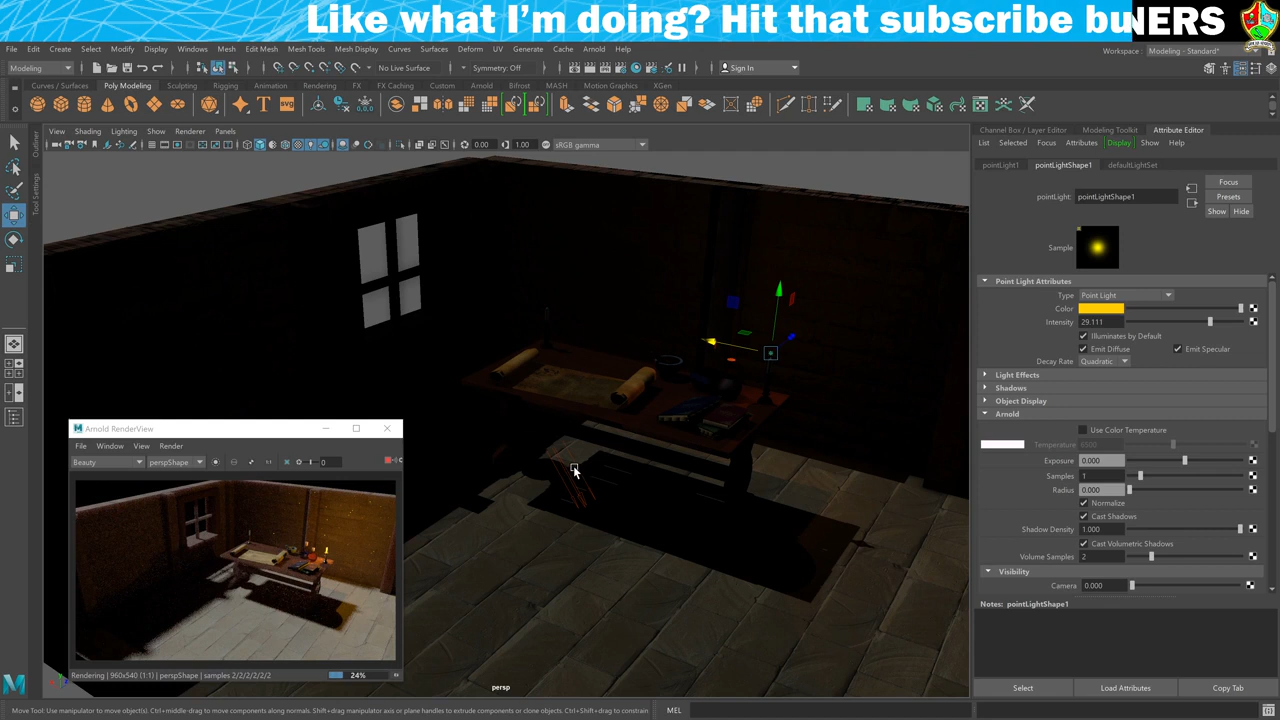 Like what I'm doing? Hit that subscribe bu
NERS
File Edit Create Select Modify Display Windows Mesh Edit Mesh Mesh Tools Mesh Display Curves Surfaces Deform UV Generate Cache Arnold Help
Workspace : Modeling - Standard*
Modeling
No Live Surface
Symmetry: Off
Sign In
Curves / Surfaces Poly Modeling Sculpting Rigging Animation Rendering FX FX Caching Custom Arnold Bifrost MASH Motion Graphics XGen
View Shading Lighting Show Renderer Panels
0.00 1.00 sRGB gamma
Outliner
Tool Settings
persp
Arnold RenderView
File Window View Render
Beauty perspShape 0
Rendering | 960x540 (1:1) | perspShape | samples 2/2/2/2/2/2 24%
Channel Box / Layer Editor Modeling Toolkit Attribute Editor
List Selected Focus Attributes Display Show Help
pointLight1 pointLightShape1 defaultLightSet
Focus
pointLight: pointLightShape1 Presets
Show Hide
Sample
Point Light Attributes
Type Point Light
Color
Intensity 29.111
Illuminates by Default
Emit Diffuse Emit Specular
Decay Rate Quadratic
Light Effects
Shadows
Object Display
Arnold
Use Color Temperature
Temperature 6500
Exposure 0.000
Samples 1
Radius 0.000
Normalize
Cast Shadows
Shadow Density 1.000
Cast Volumetric Shadows
Volume Samples 2
Visibility
Camera 0.000
Notes: pointLightShape1
Select Load Attributes Copy Tab
Move Tool: Use manipulator to move object(s). Ctrl+middle-drag to move components along normals. Shift+drag manipulator axis or plane handles to extrude components or clone objects. Ctrl+Shift+drag to constrain
MEL